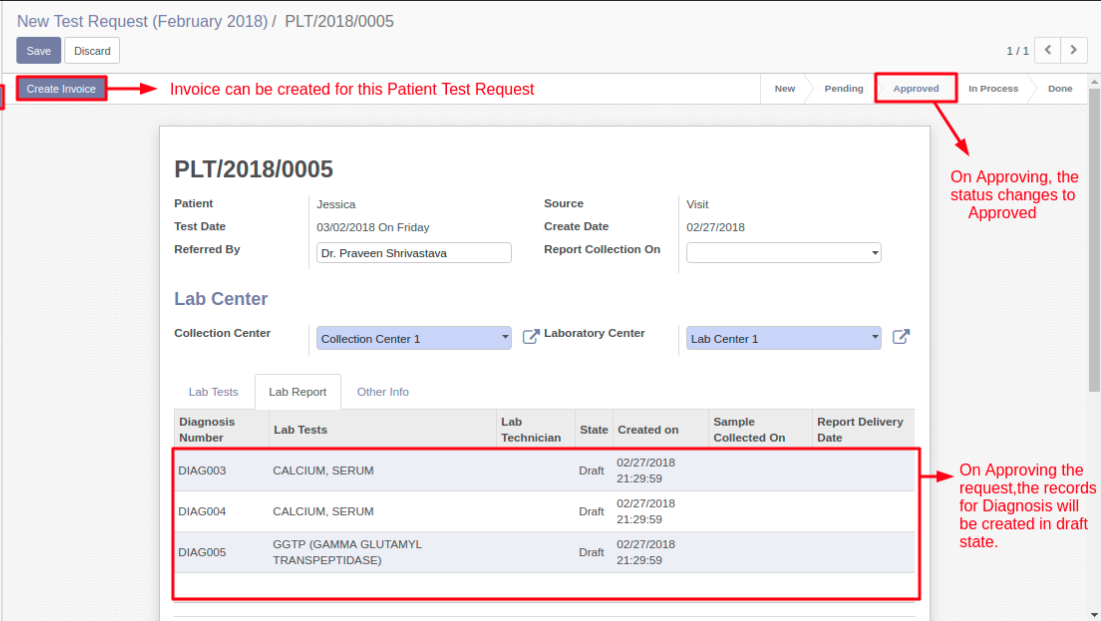 New Test Request (February 2018) / PLT/2018/0005
Save Discard
1 / 1
Create Invoice
Invoice can be created for this Patient Test Request
New Pending Approved In Process Done
On Approving, the
status changes to
Approved
PLT/2018/0005
Patient Jessica Source Visit
Test Date 03/02/2018 On Friday Create Date 02/27/2018
Referred By Dr. Praveen Shrivastava Report Collection On
Lab Center
Collection Center Collection Center 1 Laboratory Center Lab Center 1
Lab Tests Lab Report Other Info
Diagnosis Number Lab Tests Lab Technician State Created on Sample Collected On Report Delivery Date
DIAG003 CALCIUM, SERUM Draft 02/27/2018 21:29:59
DIAG004 CALCIUM, SERUM Draft 02/27/2018 21:29:59
DIAG005 GGTP (GAMMA GLUTAMYL TRANSPEPTIDASE) Draft 02/27/2018 21:29:59
On Approving the
request,the records
for Diagnosis will
be created in draft
state.